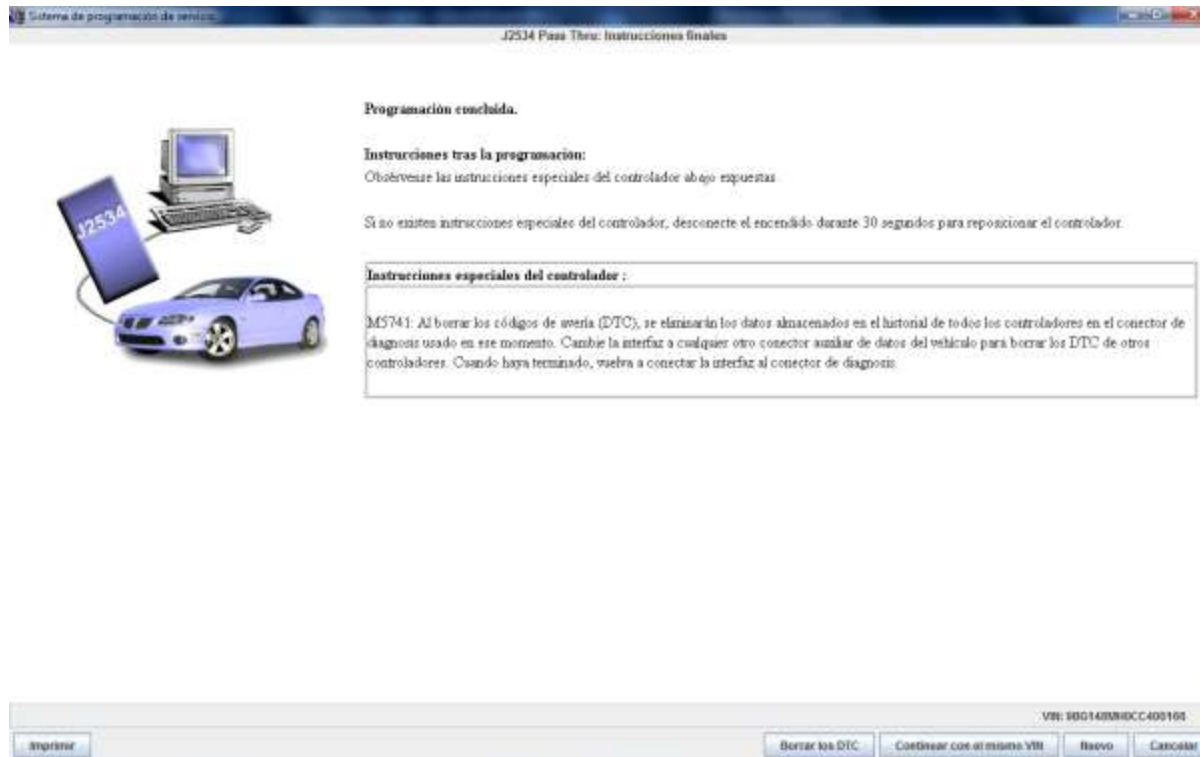 Sistema de programación de servicio
J2534 Pass Thru: Instrucciones finales
Programación concluida.
Instrucciones tras la programación:
Obsérvense las instrucciones especiales del controlador abajo expuestas
Si no existen instrucciones especiales del controlador, desconecte el encendido durante 30 segundos para reposicionar el controlador.
J2534
Instrucciones especiales del controlador :
M5741: Al borrar los códigos de avería (DTC), se eliminarán los datos almacenados en el historial de todos los controladores en el conector de
diagnosis usado en ese momento. Cambie la interfaz a cualquier otro conector auxiliar de datos del vehículo para borrar los DTC de otros
controladores. Cuando haya terminado, vuelva a conectar la interfaz al conector de diagnosis.
VIN:
Imprimir
Borrar los DTC
Continuar con el mismo VIN
Nuevo
Cancelar